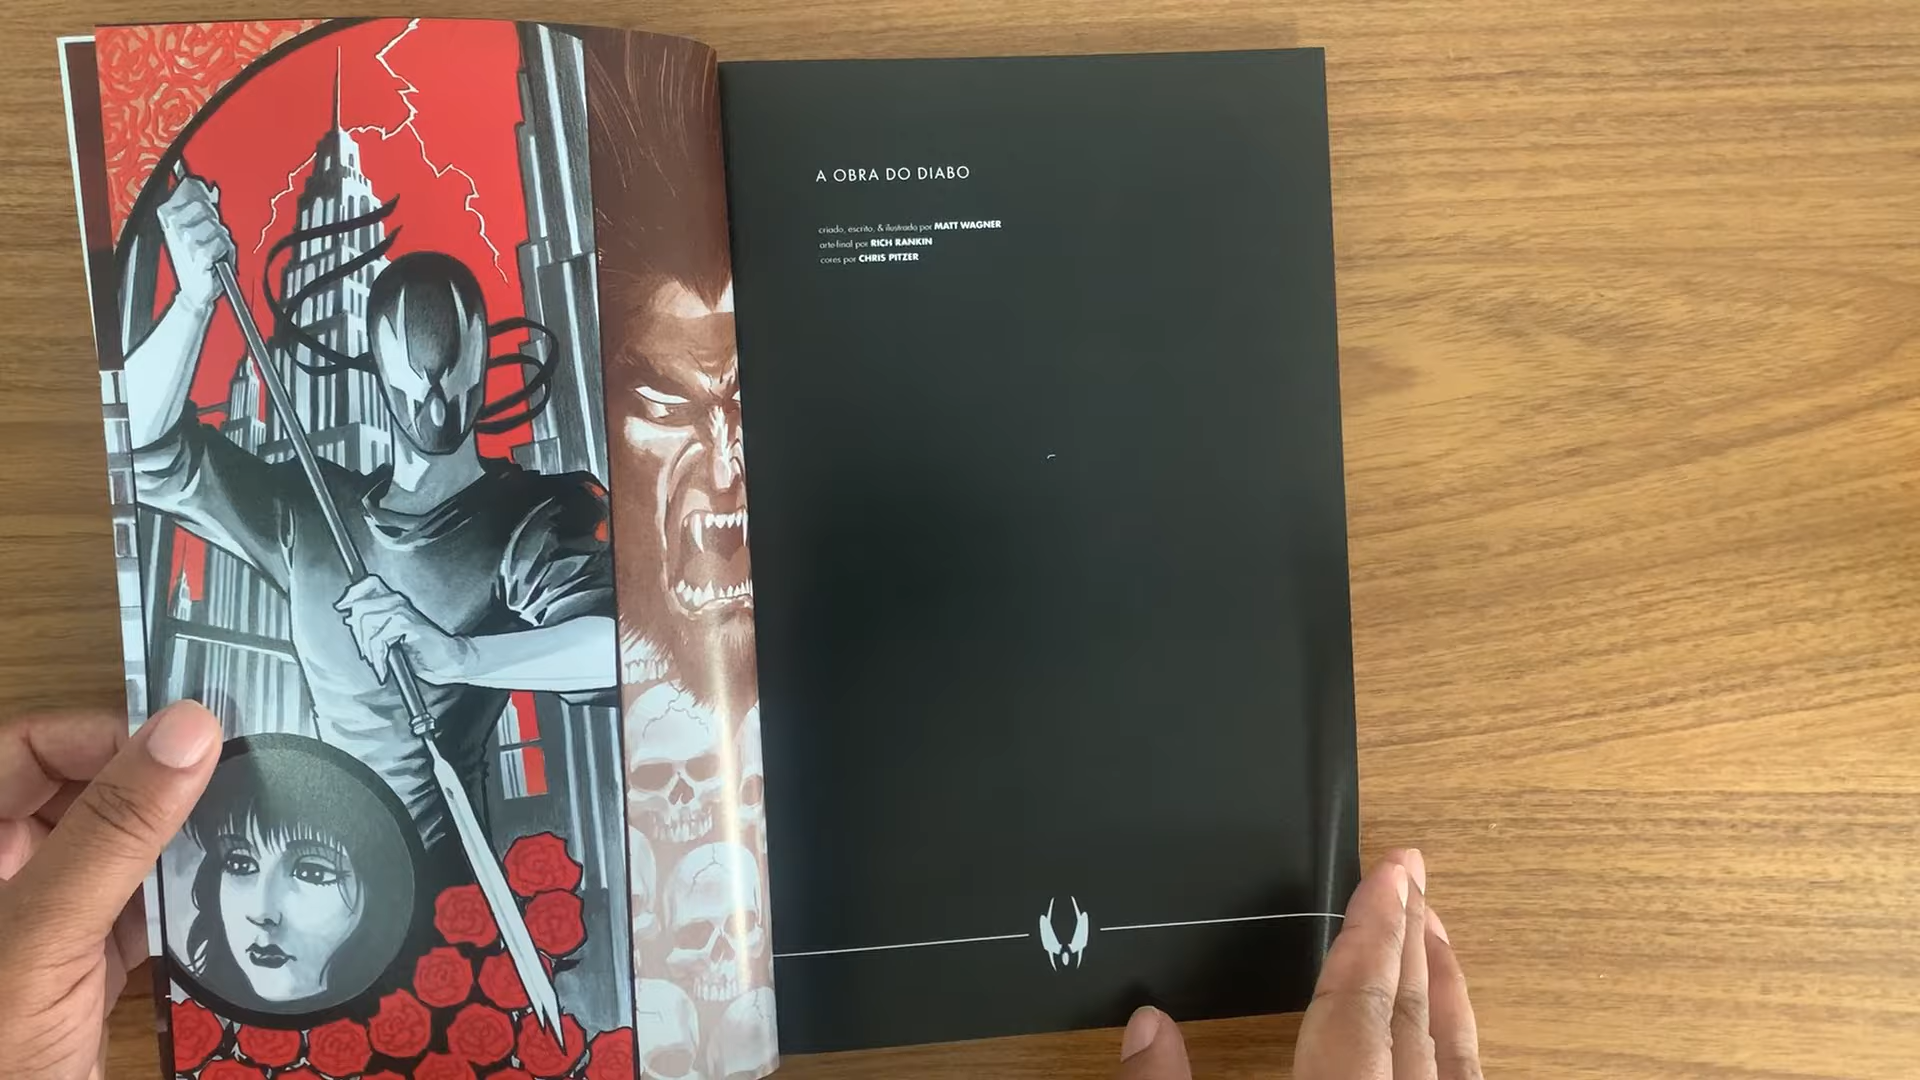 A OBRA DO DIABO
criado, escrito, & ilustrado por MATT WAGNER
arte-final por RICH RANKIN
cores por CHRIS PITZER